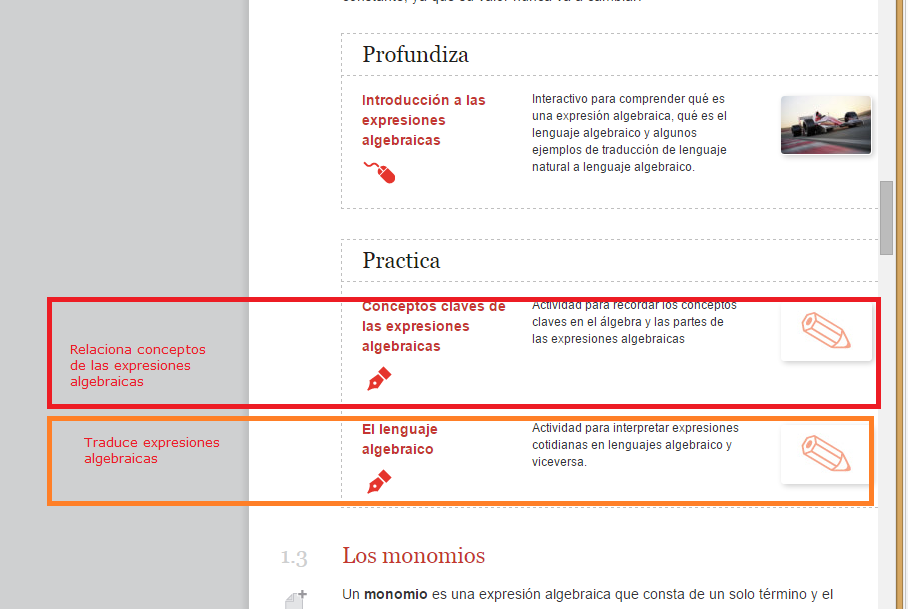 constante, ya que su valor nunca va a cambiar.
Profundiza
Introducción a las
expresiones
algebraicas
Interactivo para comprender qué es
una expresión algebraica, qué es el
lenguaje algebraico y algunos
ejemplos de traducción de lenguaje
natural a lenguaje algebraico.
Practica
Conceptos claves de
las expresiones
algebraicas
Actividad para recordar los conceptos
claves en el álgebra y las partes de
las expresiones algebraicas
Relaciona conceptos
de las expresiones
algebraicas
El lenguaje
algebraico
Actividad para interpretar expresiones
cotidianas en lenguajes algebraico y
viceversa.
Traduce expresiones
algebraicas
1.3 Los monomios
Un monomio es una expresión algebraica que consta de un solo término y el